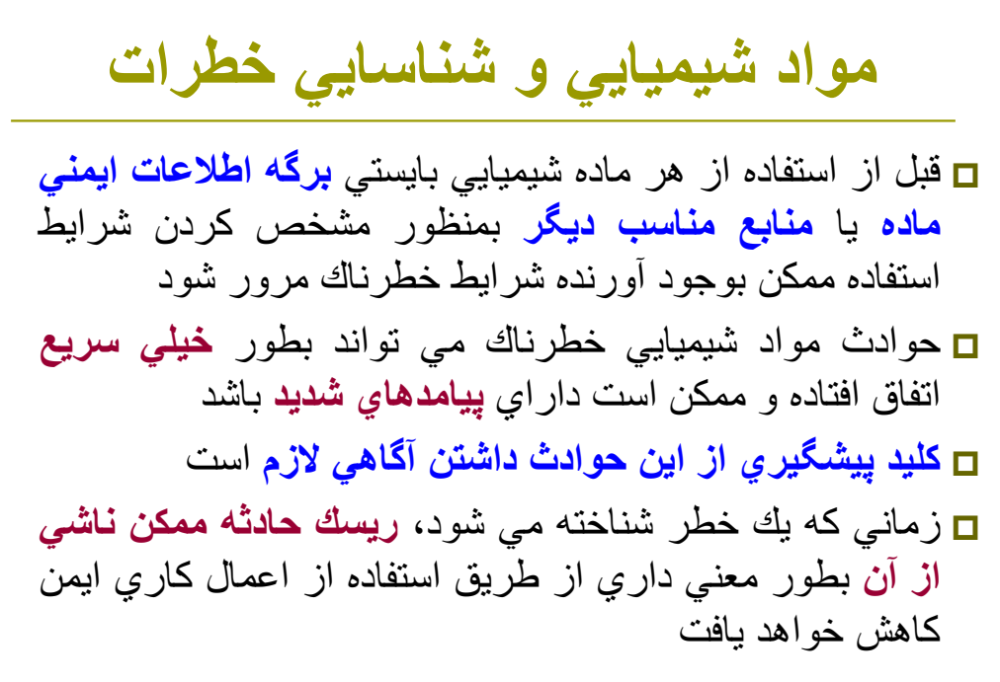 مواد شيميايي و شناسايي خطرات
قبل از استفاده از هر ماده شيميايي بايستي برگه اطلاعات ايمني
ماده يا منابع مناسب ديگر بمنظور مشخص كردن شرايط
استفاده ممكن بوجود آورنده شرايط خطرناك مرور شود
حوادث مواد شيميايي خطرناك مي تواند بطور خيلي سريع
اتفاق افتاده و ممكن است داراي پيامدهاي شديد باشد
كليد پيشگيري از اين حوادث داشتن آگاهي لازم است
زماني كه يك خطر شناخته مي شود، ريسك حادثه ممكن ناشي
از آن بطور معني داري از طريق استفاده از اعمال كاري ايمن
كاهش خواهد يافت